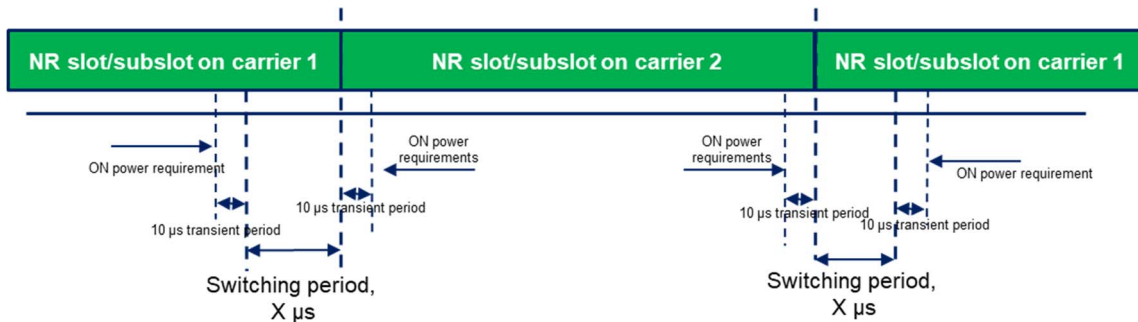 NR slot/subslot on carrier 1
NR slot/subslot on carrier 2
NR slot/subslot on carrier 1
ON power requirement
10 µs transient period
Switching period,
X µs
ON power
requirements
10 µs transient period
ON power
requirements
10 µs transient period
Switching period,
X µs
ON power requirement
10 µs transient period